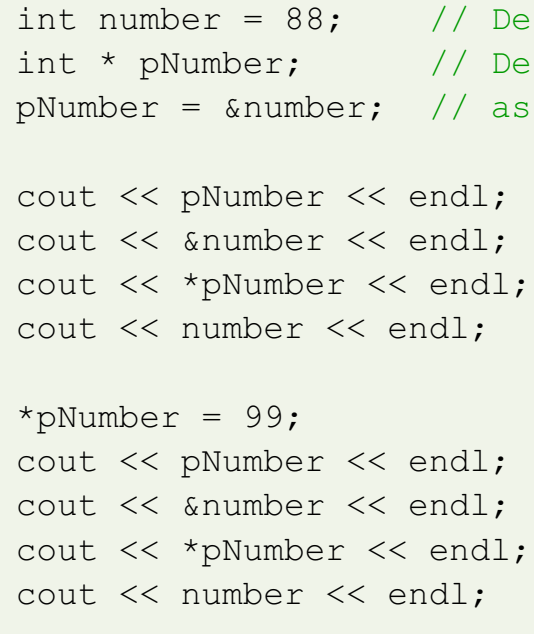 int number = 88; // De
int * pNumber; // De
pNumber = &number; // as
cout << pNumber << endl;
cout << &number << endl;
cout << *pNumber << endl;
cout << number << endl;
*pNumber = 99;
cout << pNumber << endl;
cout << &number << endl;
cout << *pNumber << endl;
cout << number << endl;